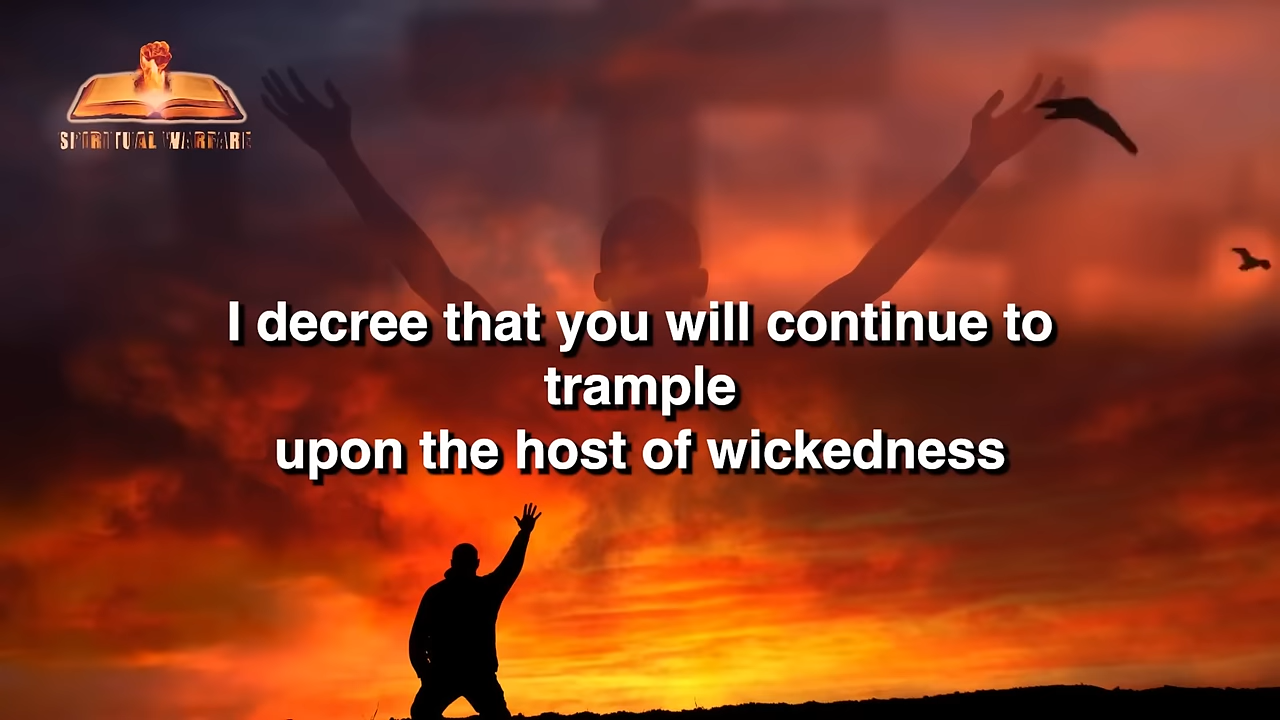 SPIRITUAL WARFARE
I decree that you will continue to
trample
upon the host of wickedness